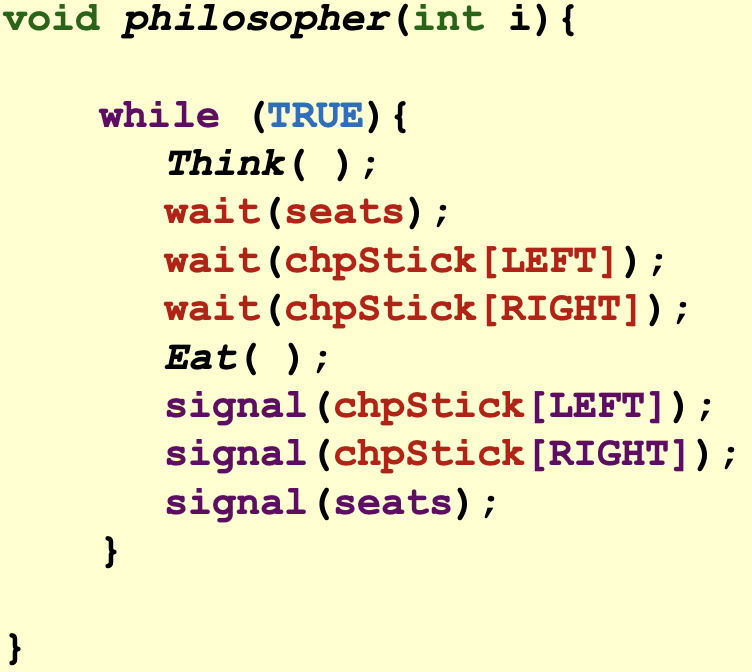 void philosopher(int i){
while (TRUE){
Think( );
wait(seats);
wait(chpStick[LEFT]);
wait(chpStick[RIGHT]);
Eat( );
signal(chpStick[LEFT]);
signal(chpStick[RIGHT]);
signal(seats);
}
}